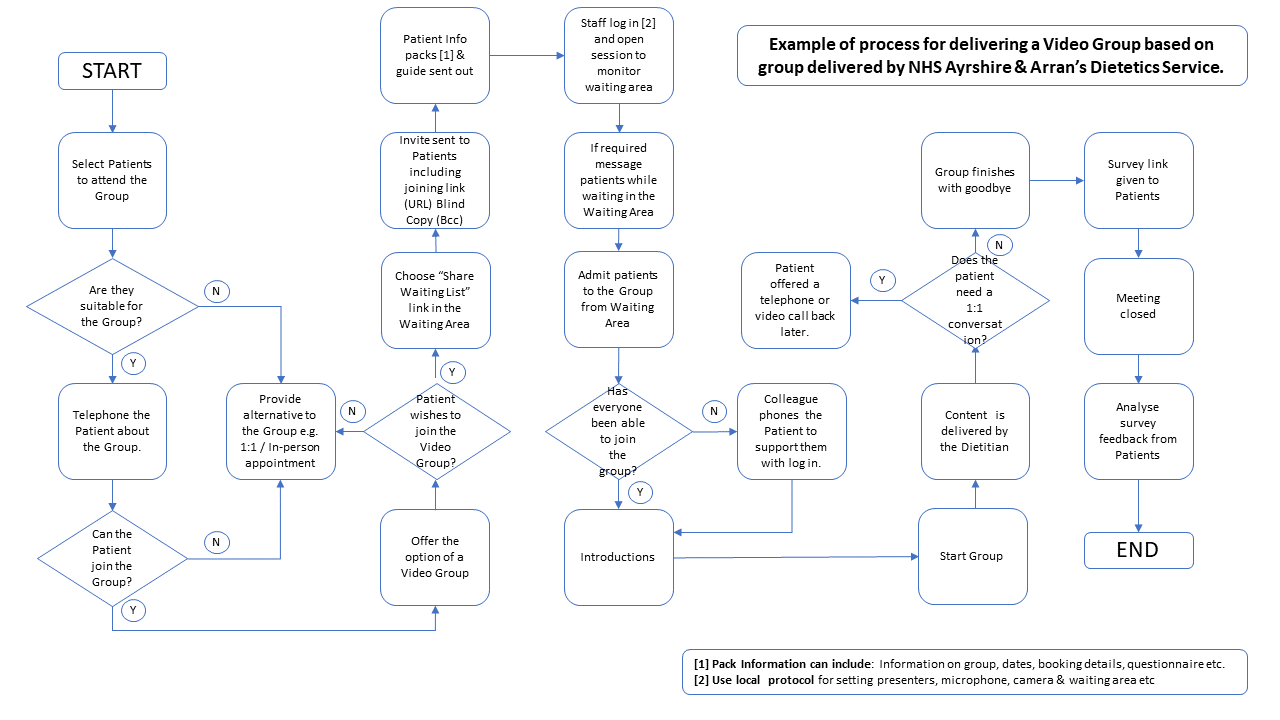 Example of process for delivering a Video Group based on
group delivered by NHS Ayrshire & Arran's Dietetics Service.
START
Select Patients
to attend the
Group
Are they
suitable for
the Group?
N
Y
Telephone the
Patient about
the Group.
Can the
Patient
join the
Group?
N
Y
Provide
alternative to
the Group e.g.
1:1 / In-person
appointment
Offer the
option of a
Video Group
Patient
wishes to
join the
Video
Group?
N
Y
Choose “Share
Waiting List”
link in the
Waiting Area
Invite sent to
Patients
including
joining link
(URL) Blind
Copy (Bcc)
Patient Info
packs [1] &
guide sent out
Staff log in [2]
and open
session to
monitor
waiting area
If required
message
patients while
waiting in the
Waiting Area
Admit patients
to the Group
from Waiting
Area
Has
everyone
been able
to join
the
group?
N
Y
Colleague
phones the
Patient to
support them
with log in.
Introductions
Start Group
Content is
delivered by
the Dietitian
Does the
patient
need a
1:1
conversat
ion?
Y
N
Patient
offered a
telephone or
video call back
later.
Group finishes
with goodbye
Survey link
given to
Patients
Meeting
closed
Analyse
survey
feedback from
Patients
END
[1] Pack Information can include: Information on group, dates, booking details, questionnaire etc.
[2] Use local protocol for setting presenters, microphone, camera & waiting area etc